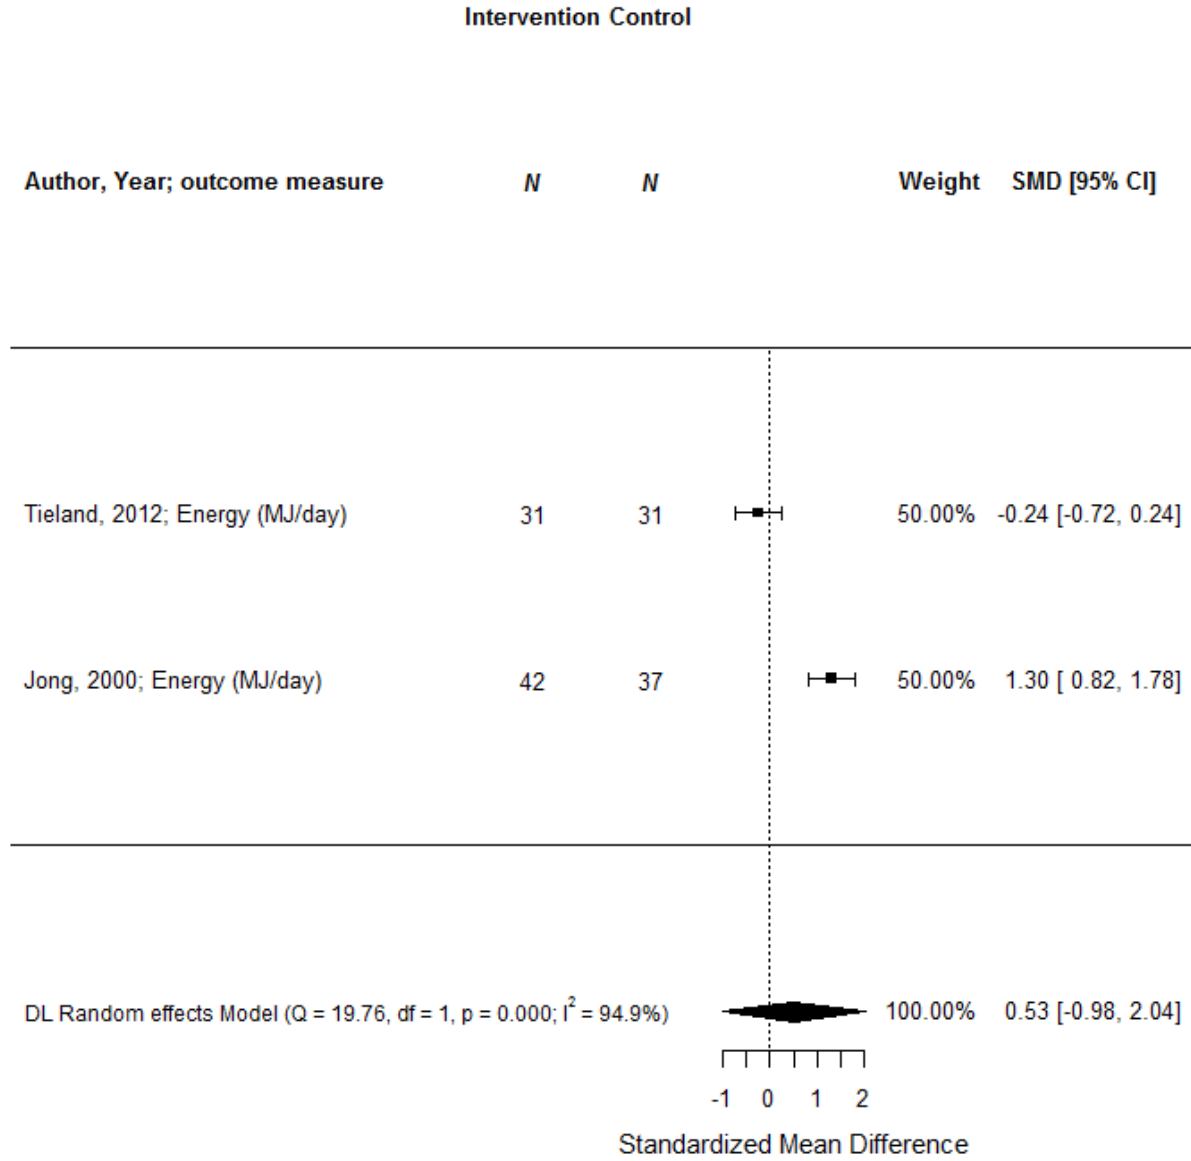 Intervention Control
Author, Year; outcome measure N N Weight SMD [95% CI]
Tieland, 2012; Energy (MJ/day) 31 31 50.00% -0.24 [-0.72, 0.24]
Jong, 2000; Energy (MJ/day) 42 37 50.00% 1.30 [ 0.82, 1.78]
DL Random effects Model (Q = 19.76, df = 1, p = 0.000; I² = 94.9%) 100.00% 0.53 [-0.98, 2.04]
-1 0 1 2
Standardized Mean Difference